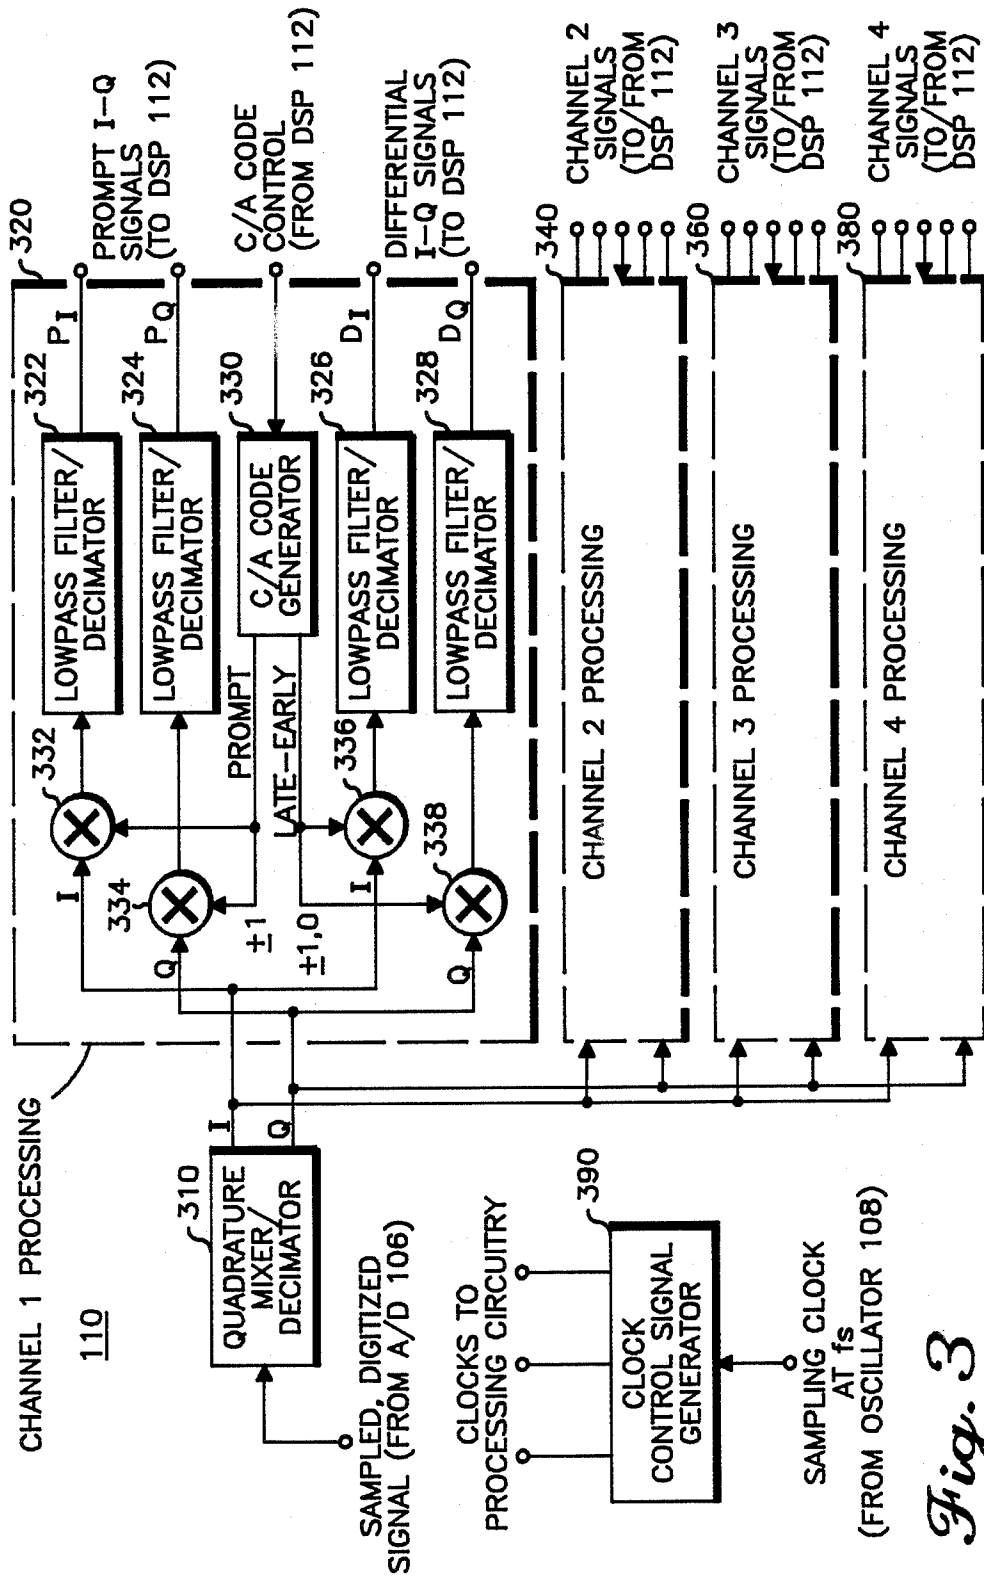 CHANNEL 1 PROCESSING
110
320
PROMPT I-Q
SIGNALS
(TO DSP 112)
C/A CODE
CONTROL
(FROM DSP 112)
DIFFERENTIAL
I-Q SIGNALS
(TO DSP 112)
310
QUADRATURE
MIXER/
DECIMATOR
I
Q
SAMPLED, DIGITIZED
SIGNAL (FROM A/D 106)
I
332
322
LOWPASS FILTER/
DECIMATOR
PI
Q
334
324
LOWPASS FILTER/
DECIMATOR
PQ
±1
PROMPT
330
C/A CODE
GENERATOR
±1,0
LATE-EARLY
I
336
326
LOWPASS FILTER/
DECIMATOR
DI
Q
338
328
LOWPASS FILTER/
DECIMATOR
DQ
340
CHANNEL 2 PROCESSING
CHANNEL 2
SIGNALS
(TO/FROM
DSP 112)
360
CHANNEL 3 PROCESSING
CHANNEL 3
SIGNALS
(TO/FROM
DSP 112)
380
CHANNEL 4 PROCESSING
CHANNEL 4
SIGNALS
(TO/FROM
DSP 112)
CLOCKS TO
PROCESSING CIRCUITRY
390
CLOCK
CONTROL SIGNAL
GENERATOR
SAMPLING CLOCK
AT fs
(FROM OSCILLATOR 108)
Fig. 3